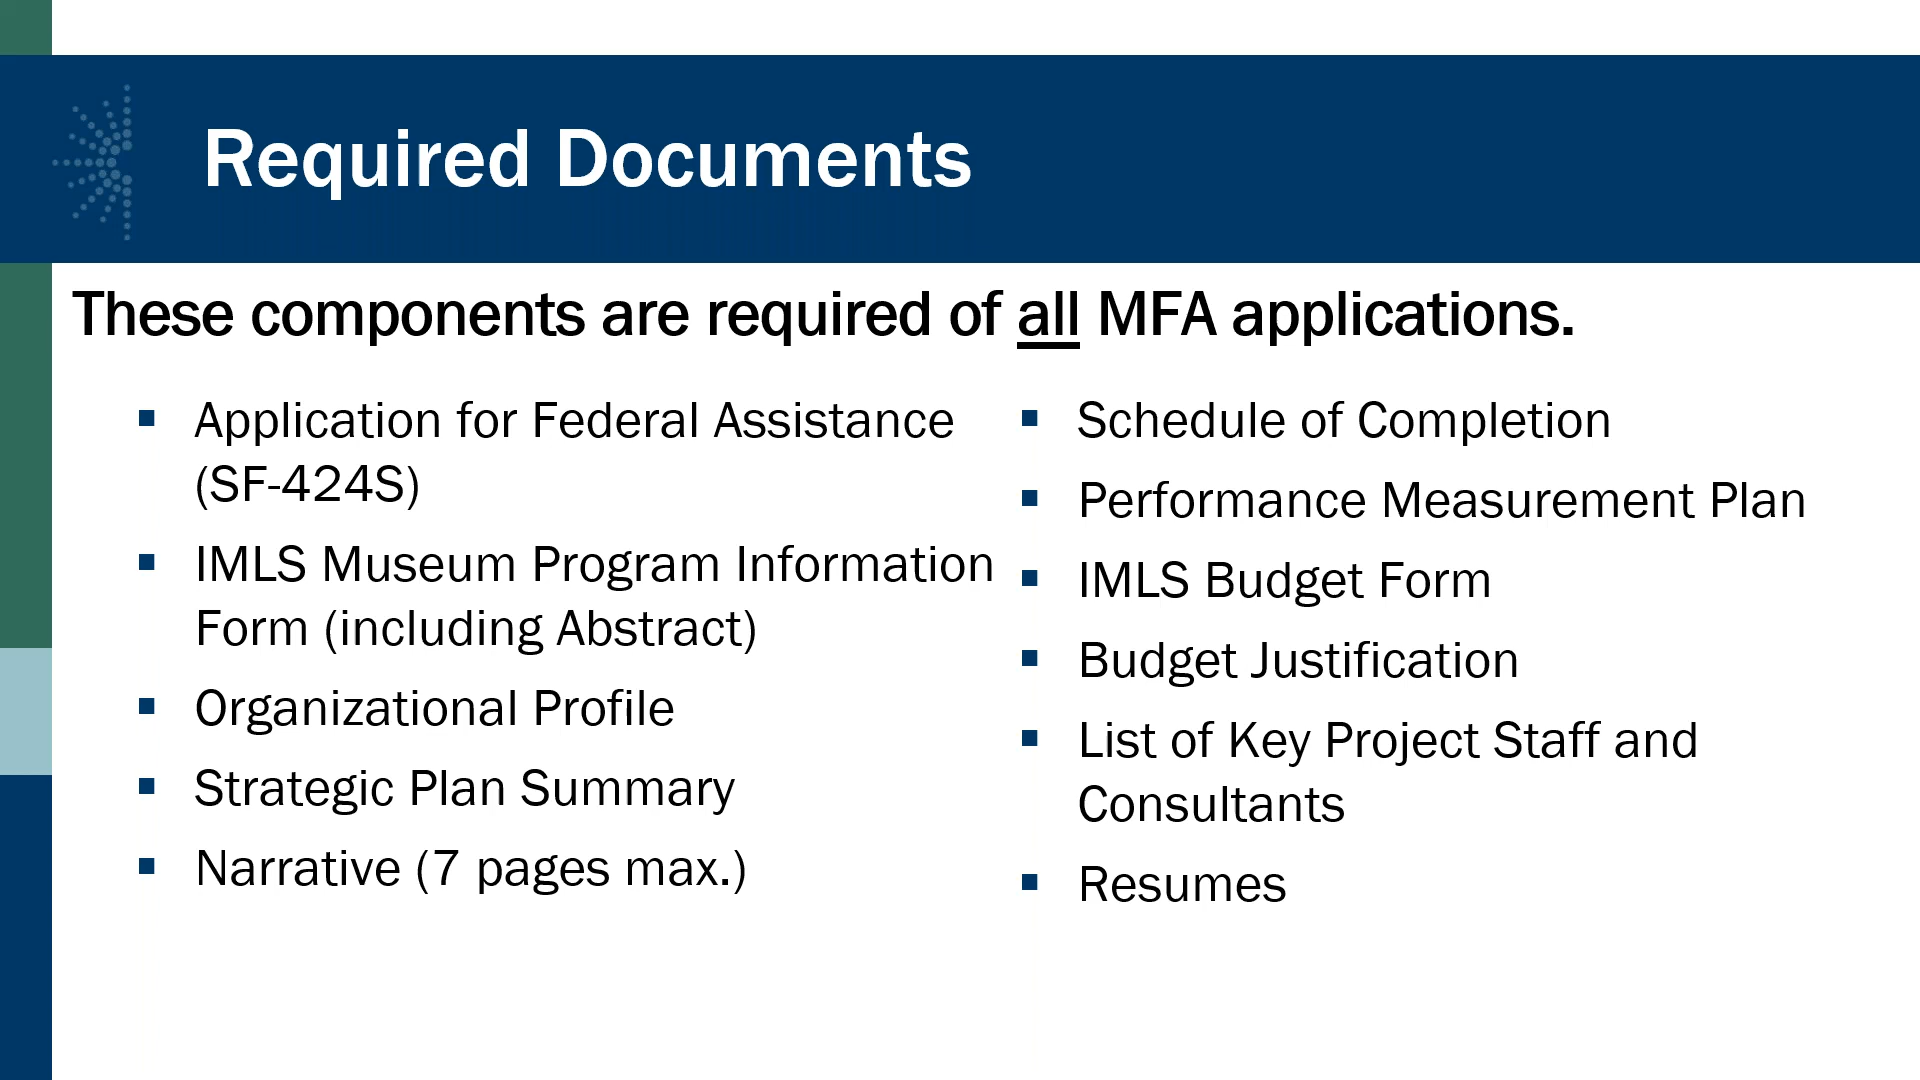 Required Documents
These components are required of all MFA applications.
Application for Federal Assistance
(SF-424S)
IMLS Museum Program Information
Form (including Abstract)
Organizational Profile
Strategic Plan Summary
Narrative (7 pages max.)
Schedule of Completion
Performance Measurement Plan
IMLS Budget Form
Budget Justification
List of Key Project Staff and
Consultants
Resumes